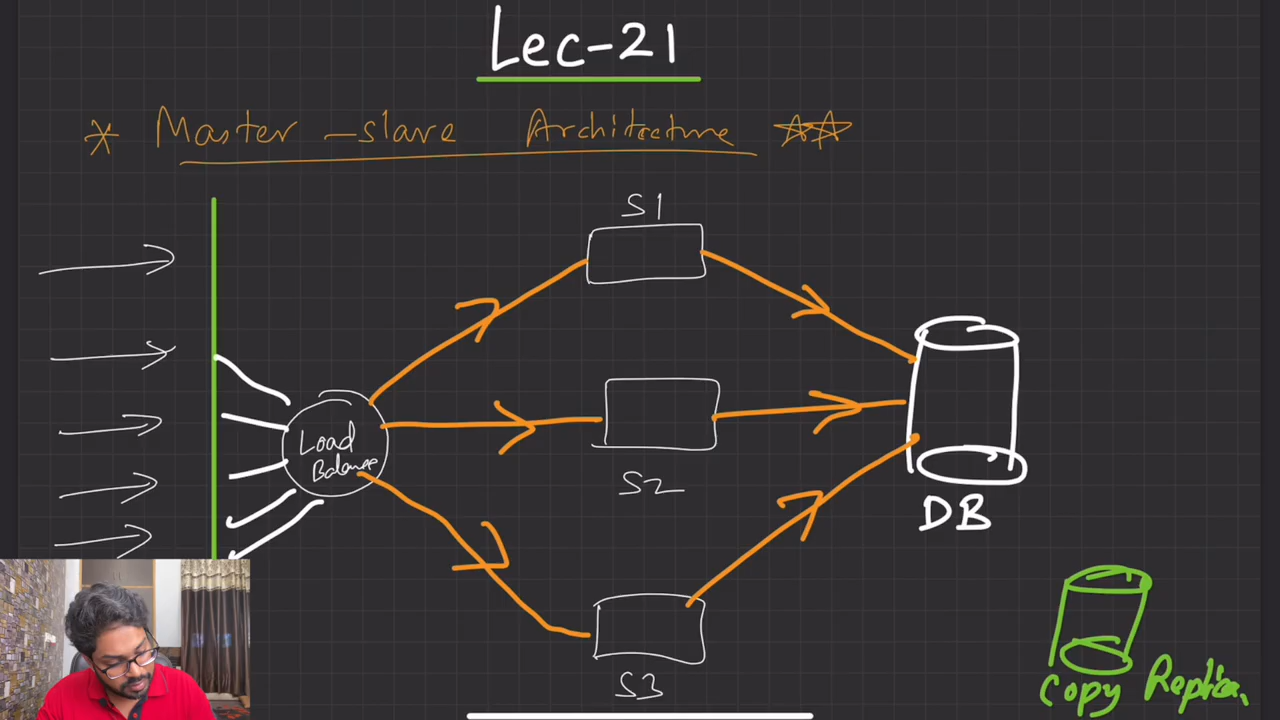 Lec-21
* Master-slave Architecture
S1
Load
Balancer
S2
DB
S3
Copy Replica